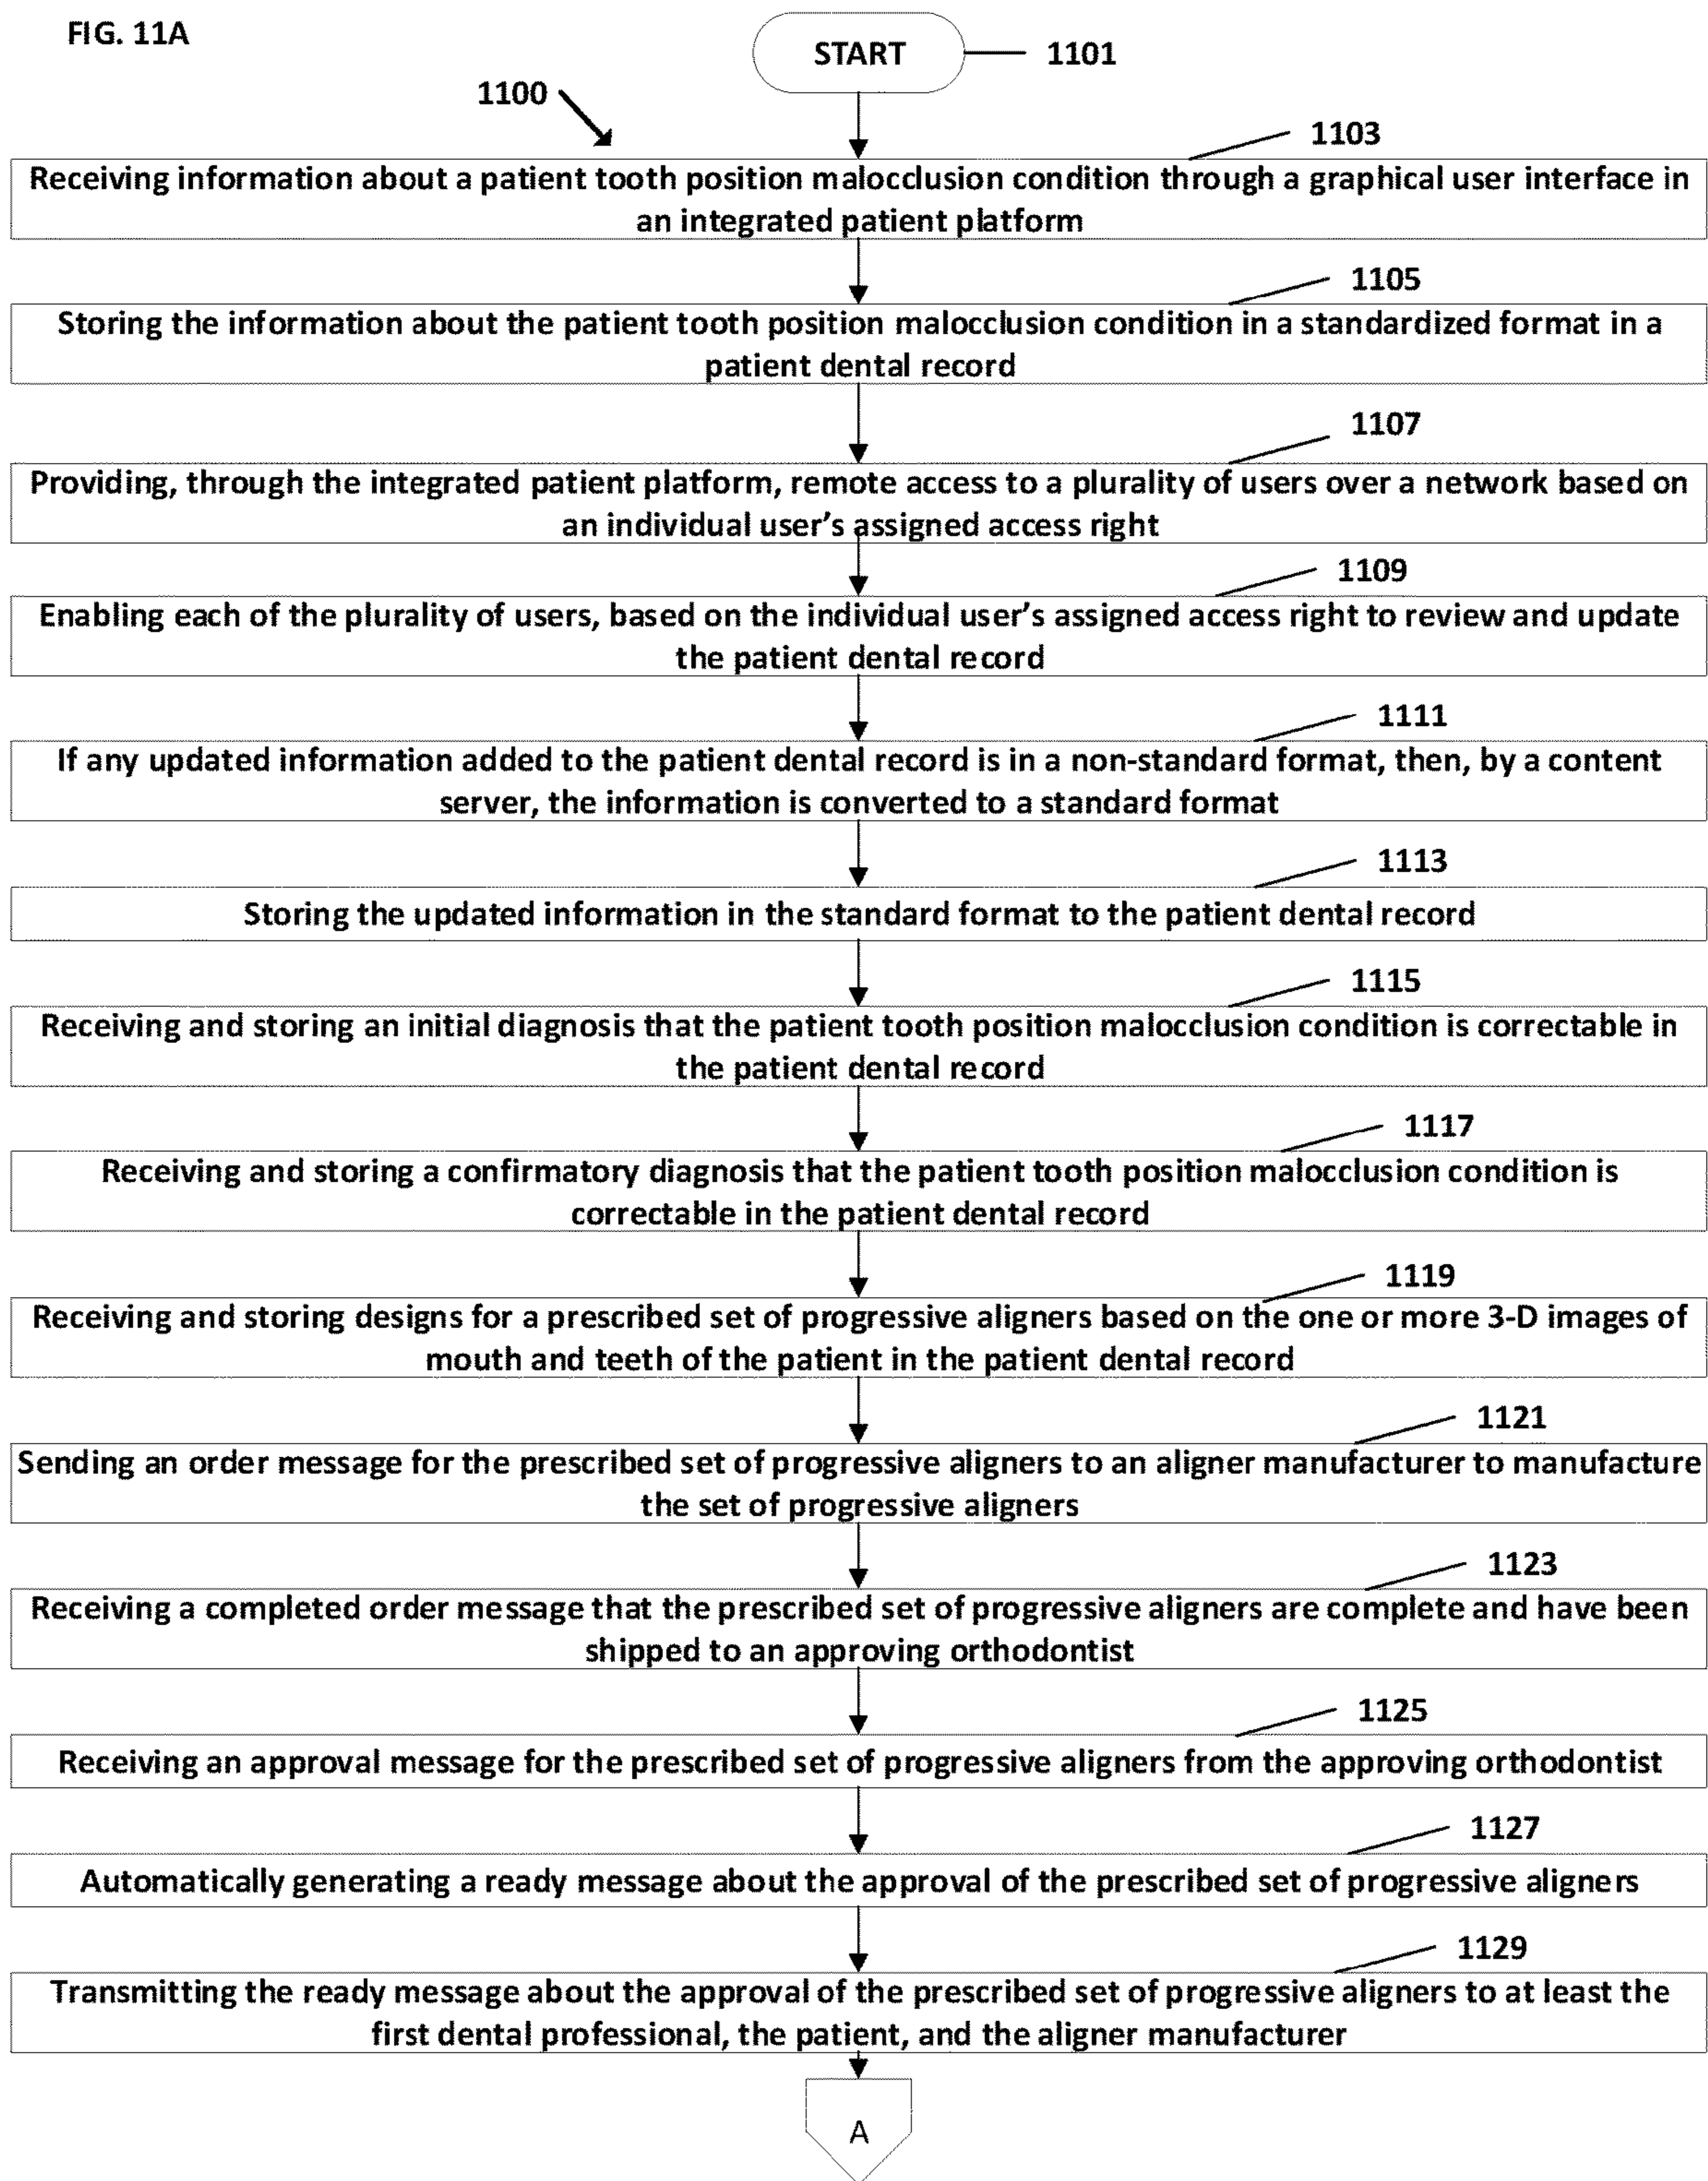 FIG. 11A
START
1101
1100
1103
Receiving information about a patient tooth position malocclusion condition through a graphical user interface in
an integrated patient platform
1105
Storing the information about the patient tooth position malocclusion condition in a standardized format in a
patient dental record
1107
Providing, through the integrated patient platform, remote access to a plurality of users over a network based on
an individual user's assigned access right
1109
Enabling each of the plurality of users, based on the individual user's assigned access right to review and update
the patient dental record
1111
If any updated information added to the patient dental record is in a non-standard format, then, by a content
server, the information is converted to a standard format
1113
Storing the updated information in the standard format to the patient dental record
1115
Receiving and storing an initial diagnosis that the patient tooth position malocclusion condition is correctable in
the patient dental record
1117
Receiving and storing a confirmatory diagnosis that the patient tooth position malocclusion condition is
correctable in the patient dental record
1119
Receiving and storing designs for a prescribed set of progressive aligners based on the one or more 3-D images of
mouth and teeth of the patient in the patient dental record
1121
Sending an order message for the prescribed set of progressive aligners to an aligner manufacturer to manufacture
the set of progressive aligners
1123
Receiving a completed order message that the prescribed set of progressive aligners are complete and have been
shipped to an approving orthodontist
1125
Receiving an approval message for the prescribed set of progressive aligners from the approving orthodontist
1127
Automatically generating a ready message about the approval of the prescribed set of progressive aligners
1129
Transmitting the ready message about the approval of the prescribed set of progressive aligners to at least the
first dental professional, the patient, and the aligner manufacturer
A